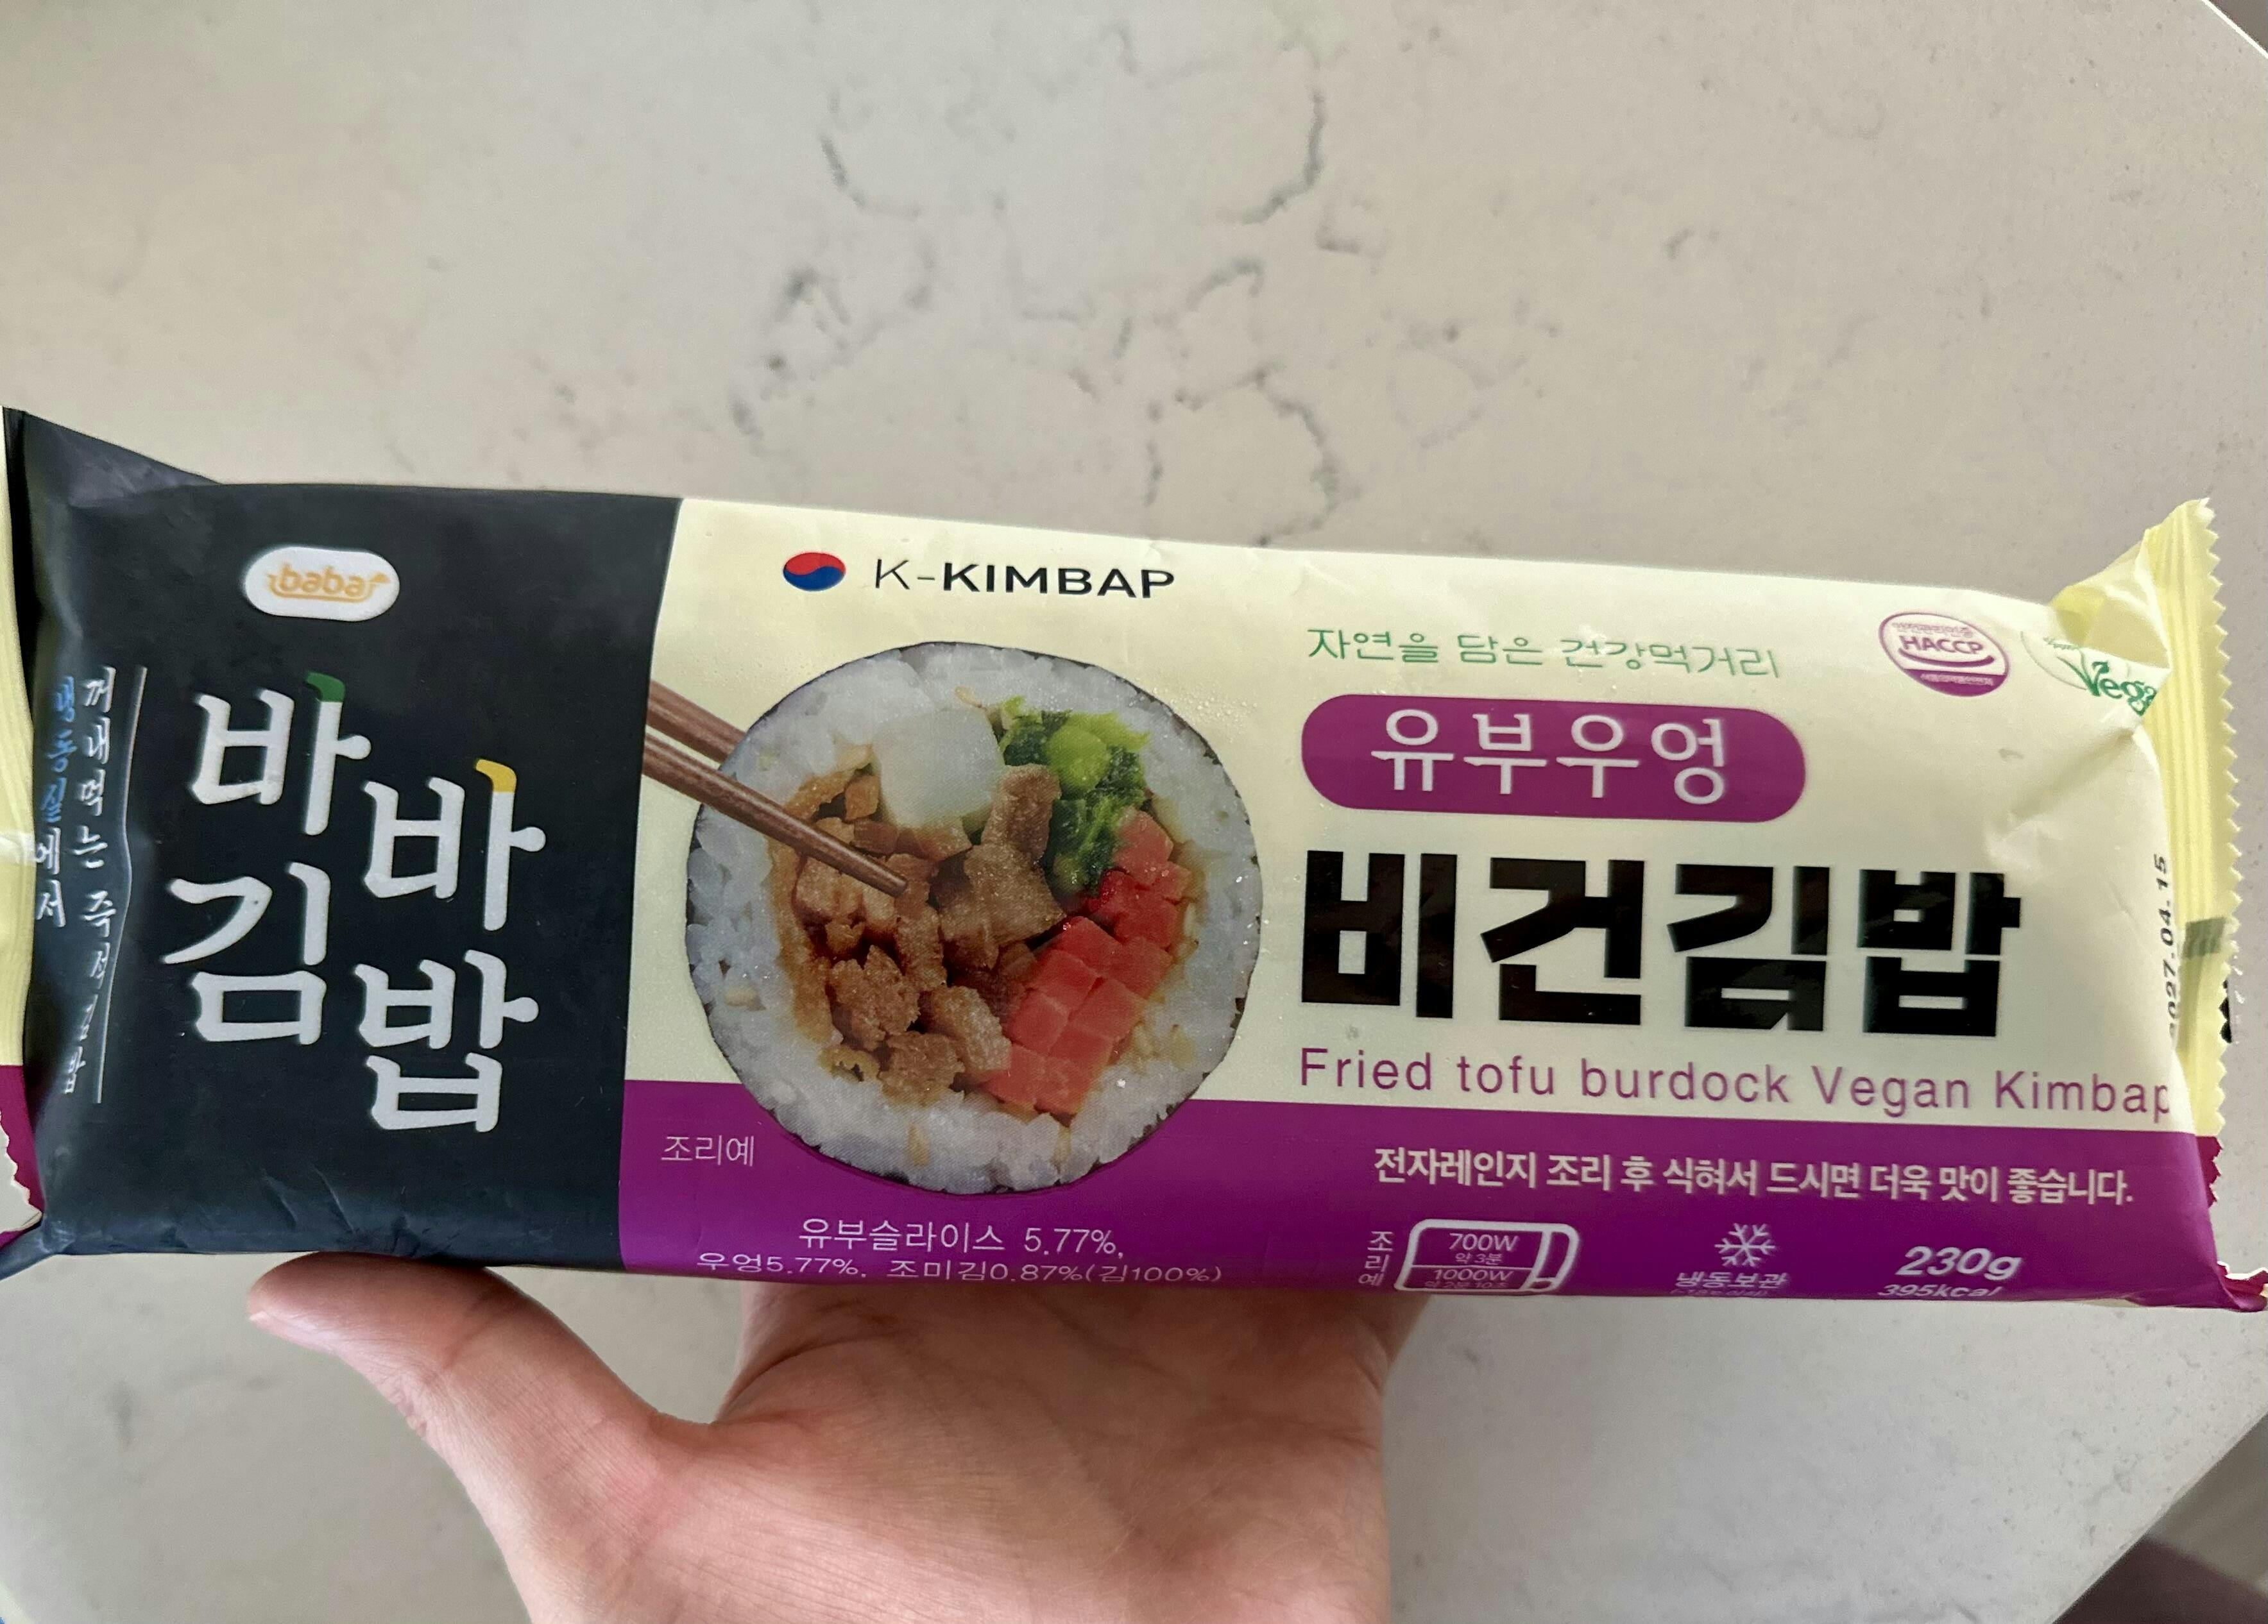 baba
바바
김밥
냉동실에서
꺼내먹는 즉석김밥
K-KIMBAP
자연을 담은 건강먹거리
HACCP
유부우엉
비건김밥
Fried tofu burdock Vegan Kimbap
2027.04.15
조리예
유부슬라이스 5.77%,
우엉5.77%, 조미김0.87%(김100%)
전자레인지 조리 후 식혀서 드시면 더욱 맛이 좋습니다.
조리예
700W
약 3분
1000W
냉동보관
230g
395kcal